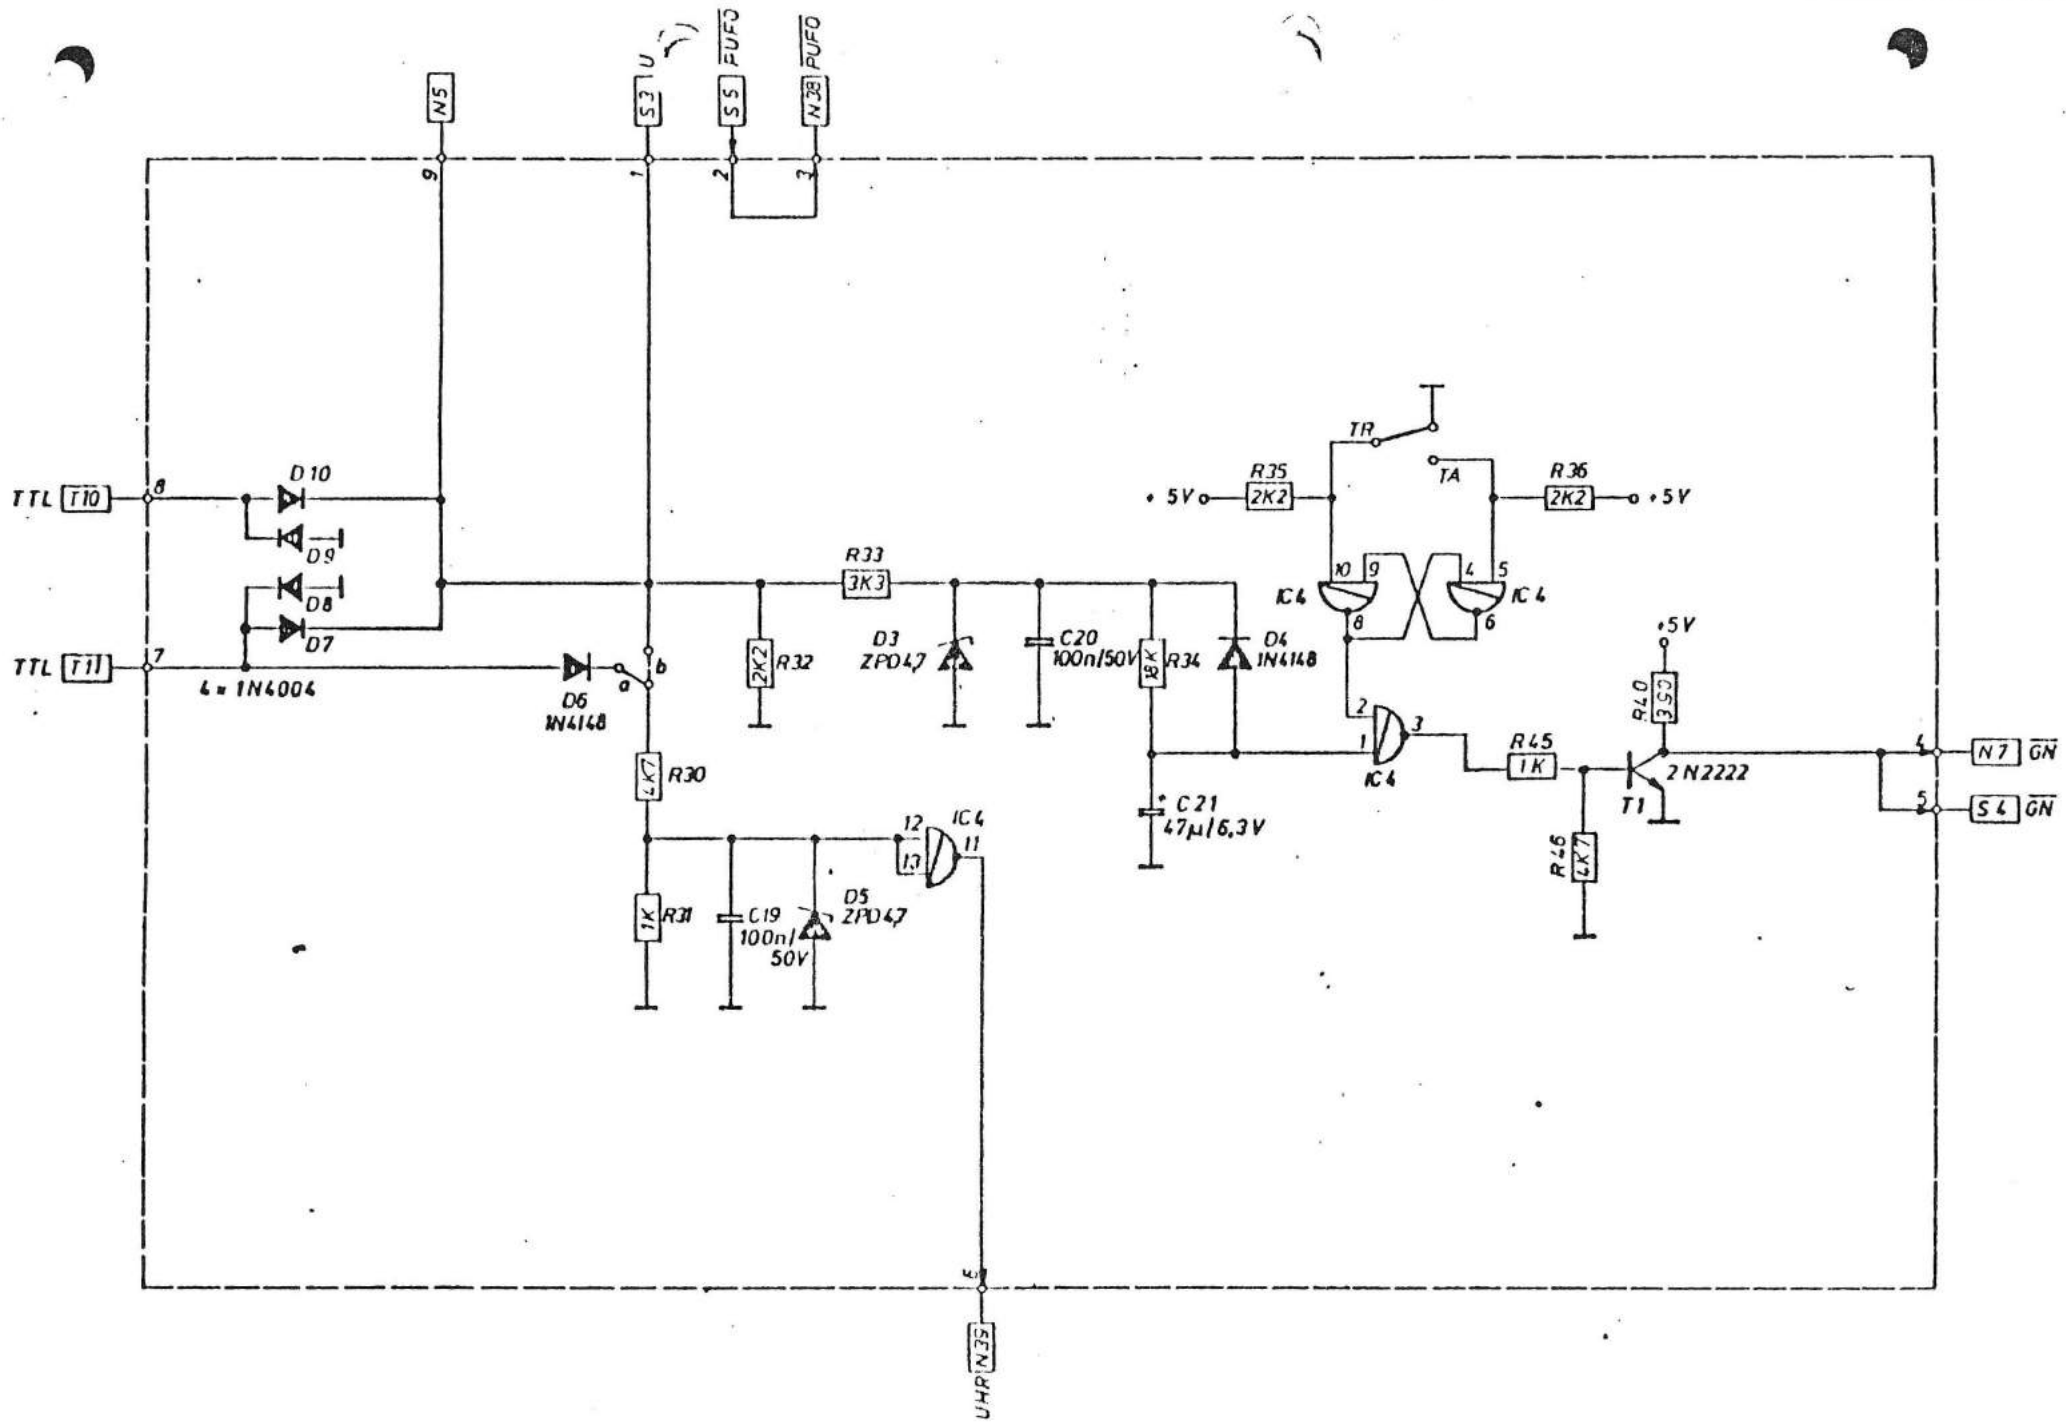 N5
S3 U
S5 FUFO
N38 PUFO
9
1
2
3
TTL T10 8
D10
D9
D8
D7
TTL T11 7
4 x 1N4004
D6
1N4148
a
b
R32
2K2
R33
3K3
D3
ZPD4,7
C20
100n/50V
18K R34
D4
1N4148
TR
TA
R35
+5V 2K2
R36
2K2 +5V
10 9
IC4
8
4 5
IC4
6
2
1
3
IC4
C21
+
47µ/6,3V
R45
1K
R46
4K7
+5V
R40
2N2222
T1
4 N7 GN
5 S4 GN
4K7 R30
1K R31
C19
100n/
50V
D5
ZPD4,7
12
13
IC4
11
UHR N35